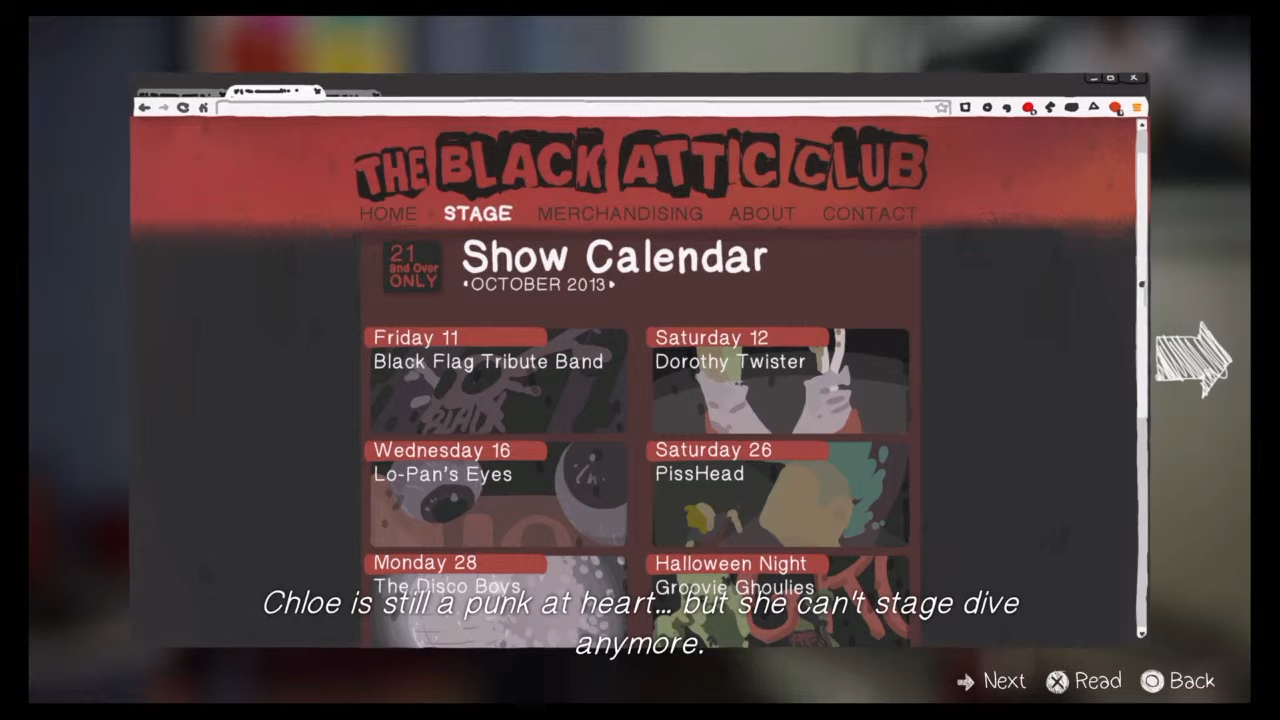 THE BLACK ATTIC CLUB
HOME STAGE MERCHANDISING ABOUT CONTACT
21
and Over
ONLY
Show Calendar
•OCTOBER 2013•
Friday 11
Black Flag Tribute Band
Saturday 12
Dorothy Twister
Wednesday 16
Lo-Pan's Eyes
Saturday 26
PissHead
Monday 28
The Disco Boys
Halloween Night
Groovie Ghoulies
Chloe is still a punk at heart... but she can't stage dive
anymore.
Next Read Back